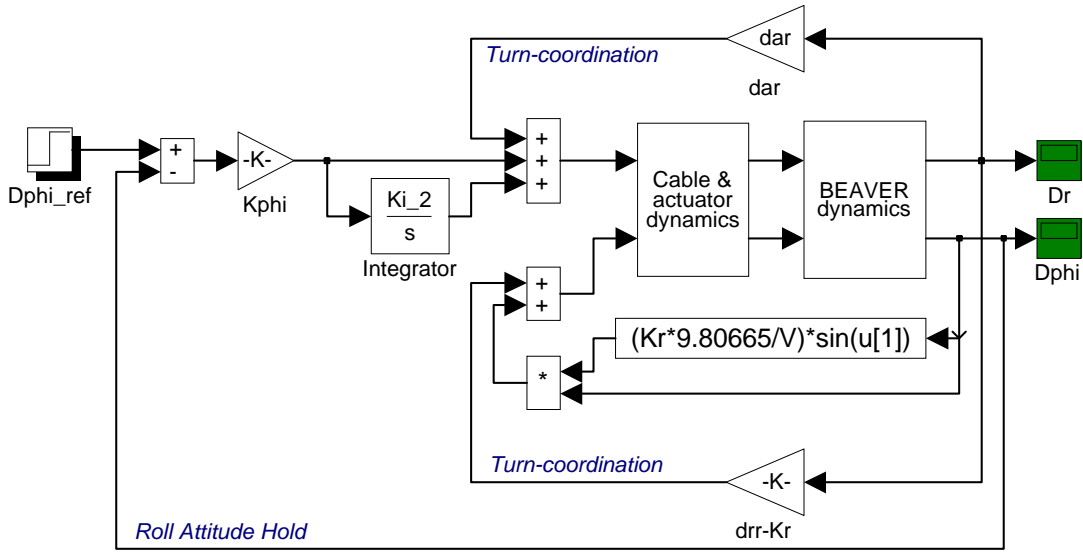 dar
Turn-coordination
dar
Dphi_ref
+
-
-K-
Kphi
Ki_2
s
Integrator
+
+
+
Cable &
actuator
dynamics
BEAVER
dynamics
Dr
Dphi
+
+
(Kr*9.80665/V)*sin(u[1])
*
Turn-coordination
-K-
drr-Kr
Roll Attitude Hold